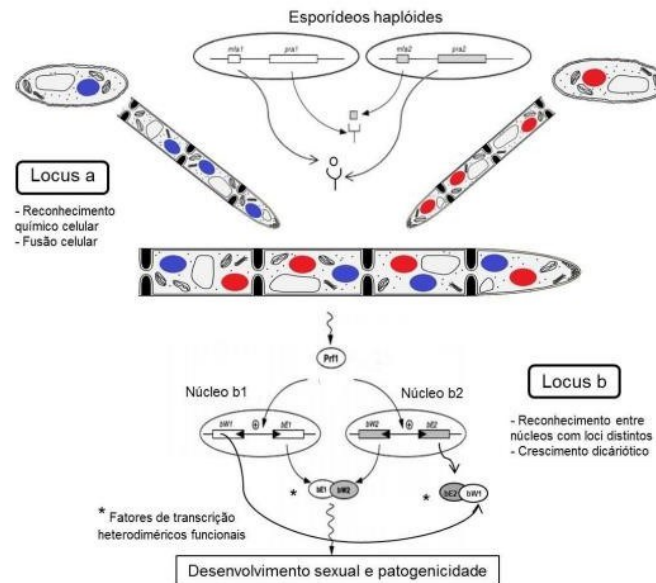 Esporídeos haplóides
mfa1 pra1 mfa2 pra2
Locus a
- Reconhecimento
químico celular
- Fusão celular
Prf1
Núcleo b1
Núcleo b2
bW1 bE1
bW2 bE2
Locus b
- Reconhecimento entre
núcleos com loci distintos
- Crescimento dicáriótico
* bE1 bW2
* bE2 bW1
* Fatores de transcrição
heterodiméricos funcionais
Desenvolvimento sexual e patogenicidade